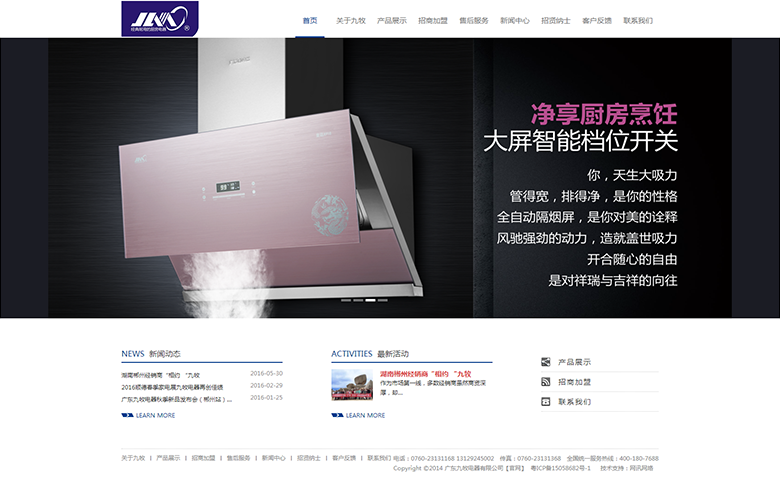 经典耐用的厨房电器
®
首页 关于九牧 产品展示 招商加盟 售后服务 新闻中心 招贤纳士 客户反馈 联系我们
净享厨房烹饪
大屏智能档位开关
你，天生大吸力
管得宽，排得净，是你的性格
全自动隔烟屏，是你对美的诠释
风驰强劲的动力，造就盖世吸力
开合随心的自由
是对祥瑞与吉祥的向往
NEWS 新闻动态
湖南郴州经销商“相约 “九牧 2016-05-30
2016顺德春季家电展九牧电器再创佳绩 2016-02-29
广东九牧电器秋季新品发布会（郴州站）... 2016-01-25
LEARN MORE
ACTIVITIES 最新活动
湖南郴州经销商“相约 “九牧
作为市场第一线，多数经销商虽然商资深
厚，却...
LEARN MORE
产品展示
招商加盟
联系我们
关于九牧 | 产品展示 | 招商加盟 | 售后服务 | 新闻中心 | 招贤纳士 | 客户反馈 | 联系我们 电话：0760-23131168 13129245002 传真：0760-23131368 全国统一服务热线：400-180-7688
Copyright ©2014 广东九牧电器有限公司【官网】 粤ICP备15058682号-1 技术支持：网讯网络